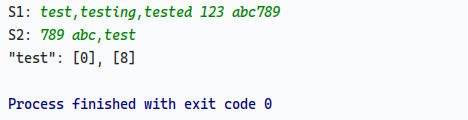 S1: test,testing,tested 123 abc789
S2: 789 abc,test
"test": [0], [8]
Process finished with exit code 0